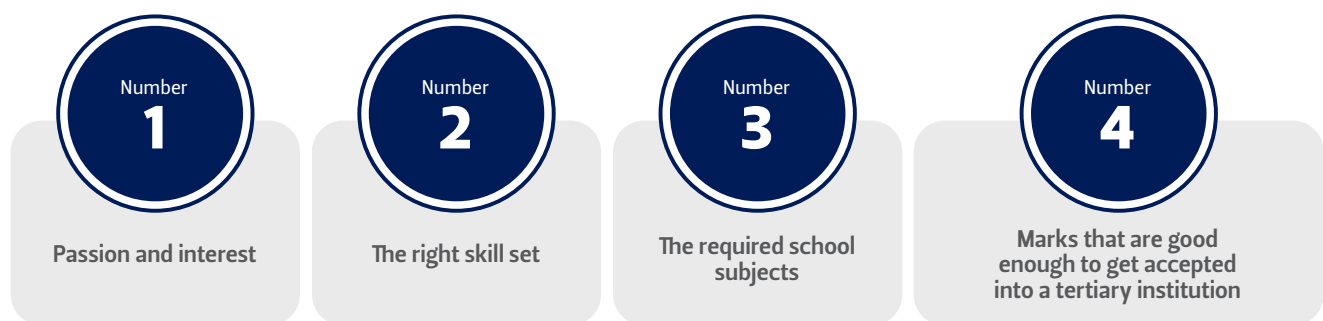 Number
1
Passion and interest
Number
2
The right skill set
Number
3
The required school
subjects
Number
4
Marks that are good
enough to get accepted
into a tertiary institution